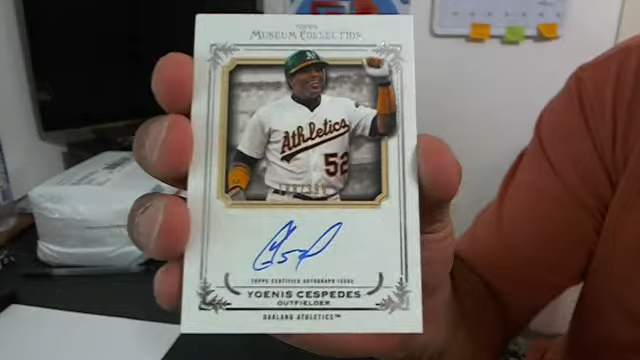 TOPPS
MUSEUM COLLECTION
Athletics
52
TOPPS CERTIFIED AUTOGRAPH ISSUE
YOENIS CESPEDES
OUTFIELDER
OAKLAND ATHLETICS™